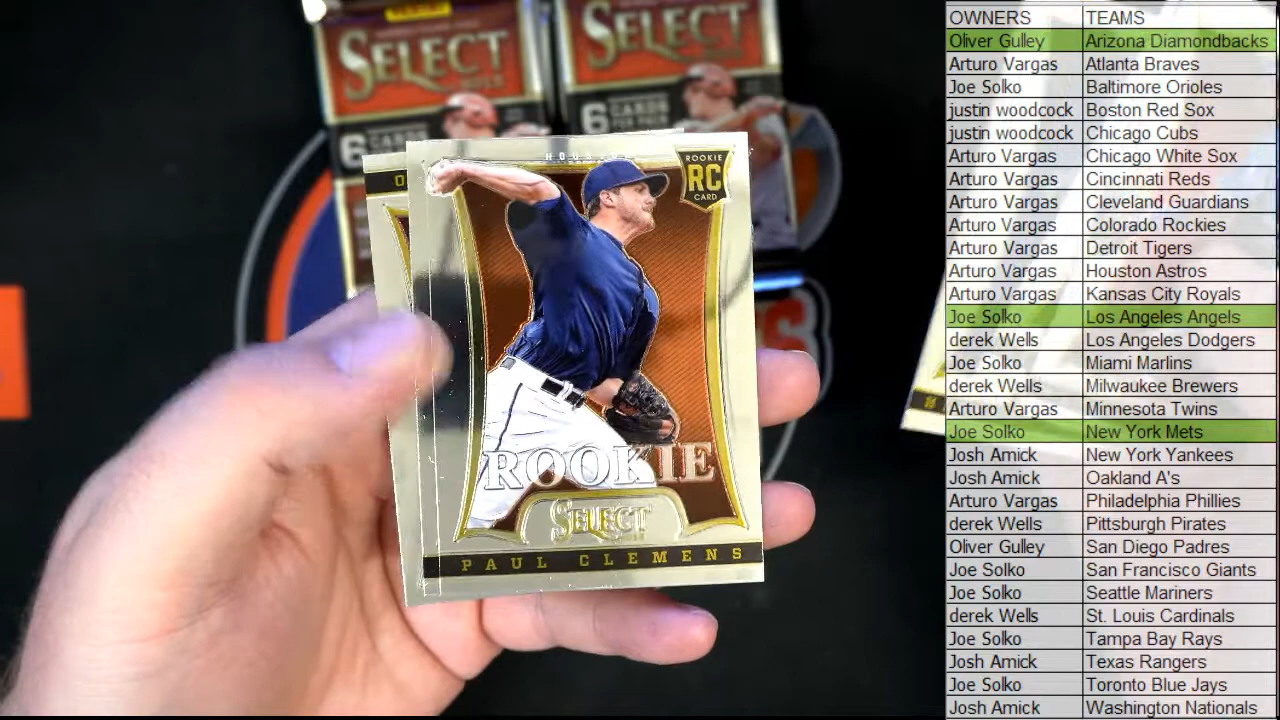 SELECT
6 CARDS PER PACK
SELECT
6 CARDS
HOUSTON
ROOKIE
RC
CARD
ROOKIE
SELECT
PAUL CLEMENS
OWNERS TEAMS
Oliver Gulley Arizona Diamondbacks
Arturo Vargas Atlanta Braves
Joe Solko Baltimore Orioles
justin woodcock Boston Red Sox
justin woodcock Chicago Cubs
Arturo Vargas Chicago White Sox
Arturo Vargas Cincinnati Reds
Arturo Vargas Cleveland Guardians
Arturo Vargas Colorado Rockies
Arturo Vargas Detroit Tigers
Arturo Vargas Houston Astros
Arturo Vargas Kansas City Royals
Joe Solko Los Angeles Angels
derek Wells Los Angeles Dodgers
Joe Solko Miami Marlins
derek Wells Milwaukee Brewers
Arturo Vargas Minnesota Twins
Joe Solko New York Mets
Josh Amick New York Yankees
Josh Amick Oakland A's
Arturo Vargas Philadelphia Phillies
derek Wells Pittsburgh Pirates
Oliver Gulley San Diego Padres
Joe Solko San Francisco Giants
Joe Solko Seattle Mariners
derek Wells St. Louis Cardinals
Joe Solko Tampa Bay Rays
Josh Amick Texas Rangers
Joe Solko Toronto Blue Jays
Josh Amick Washington Nationals